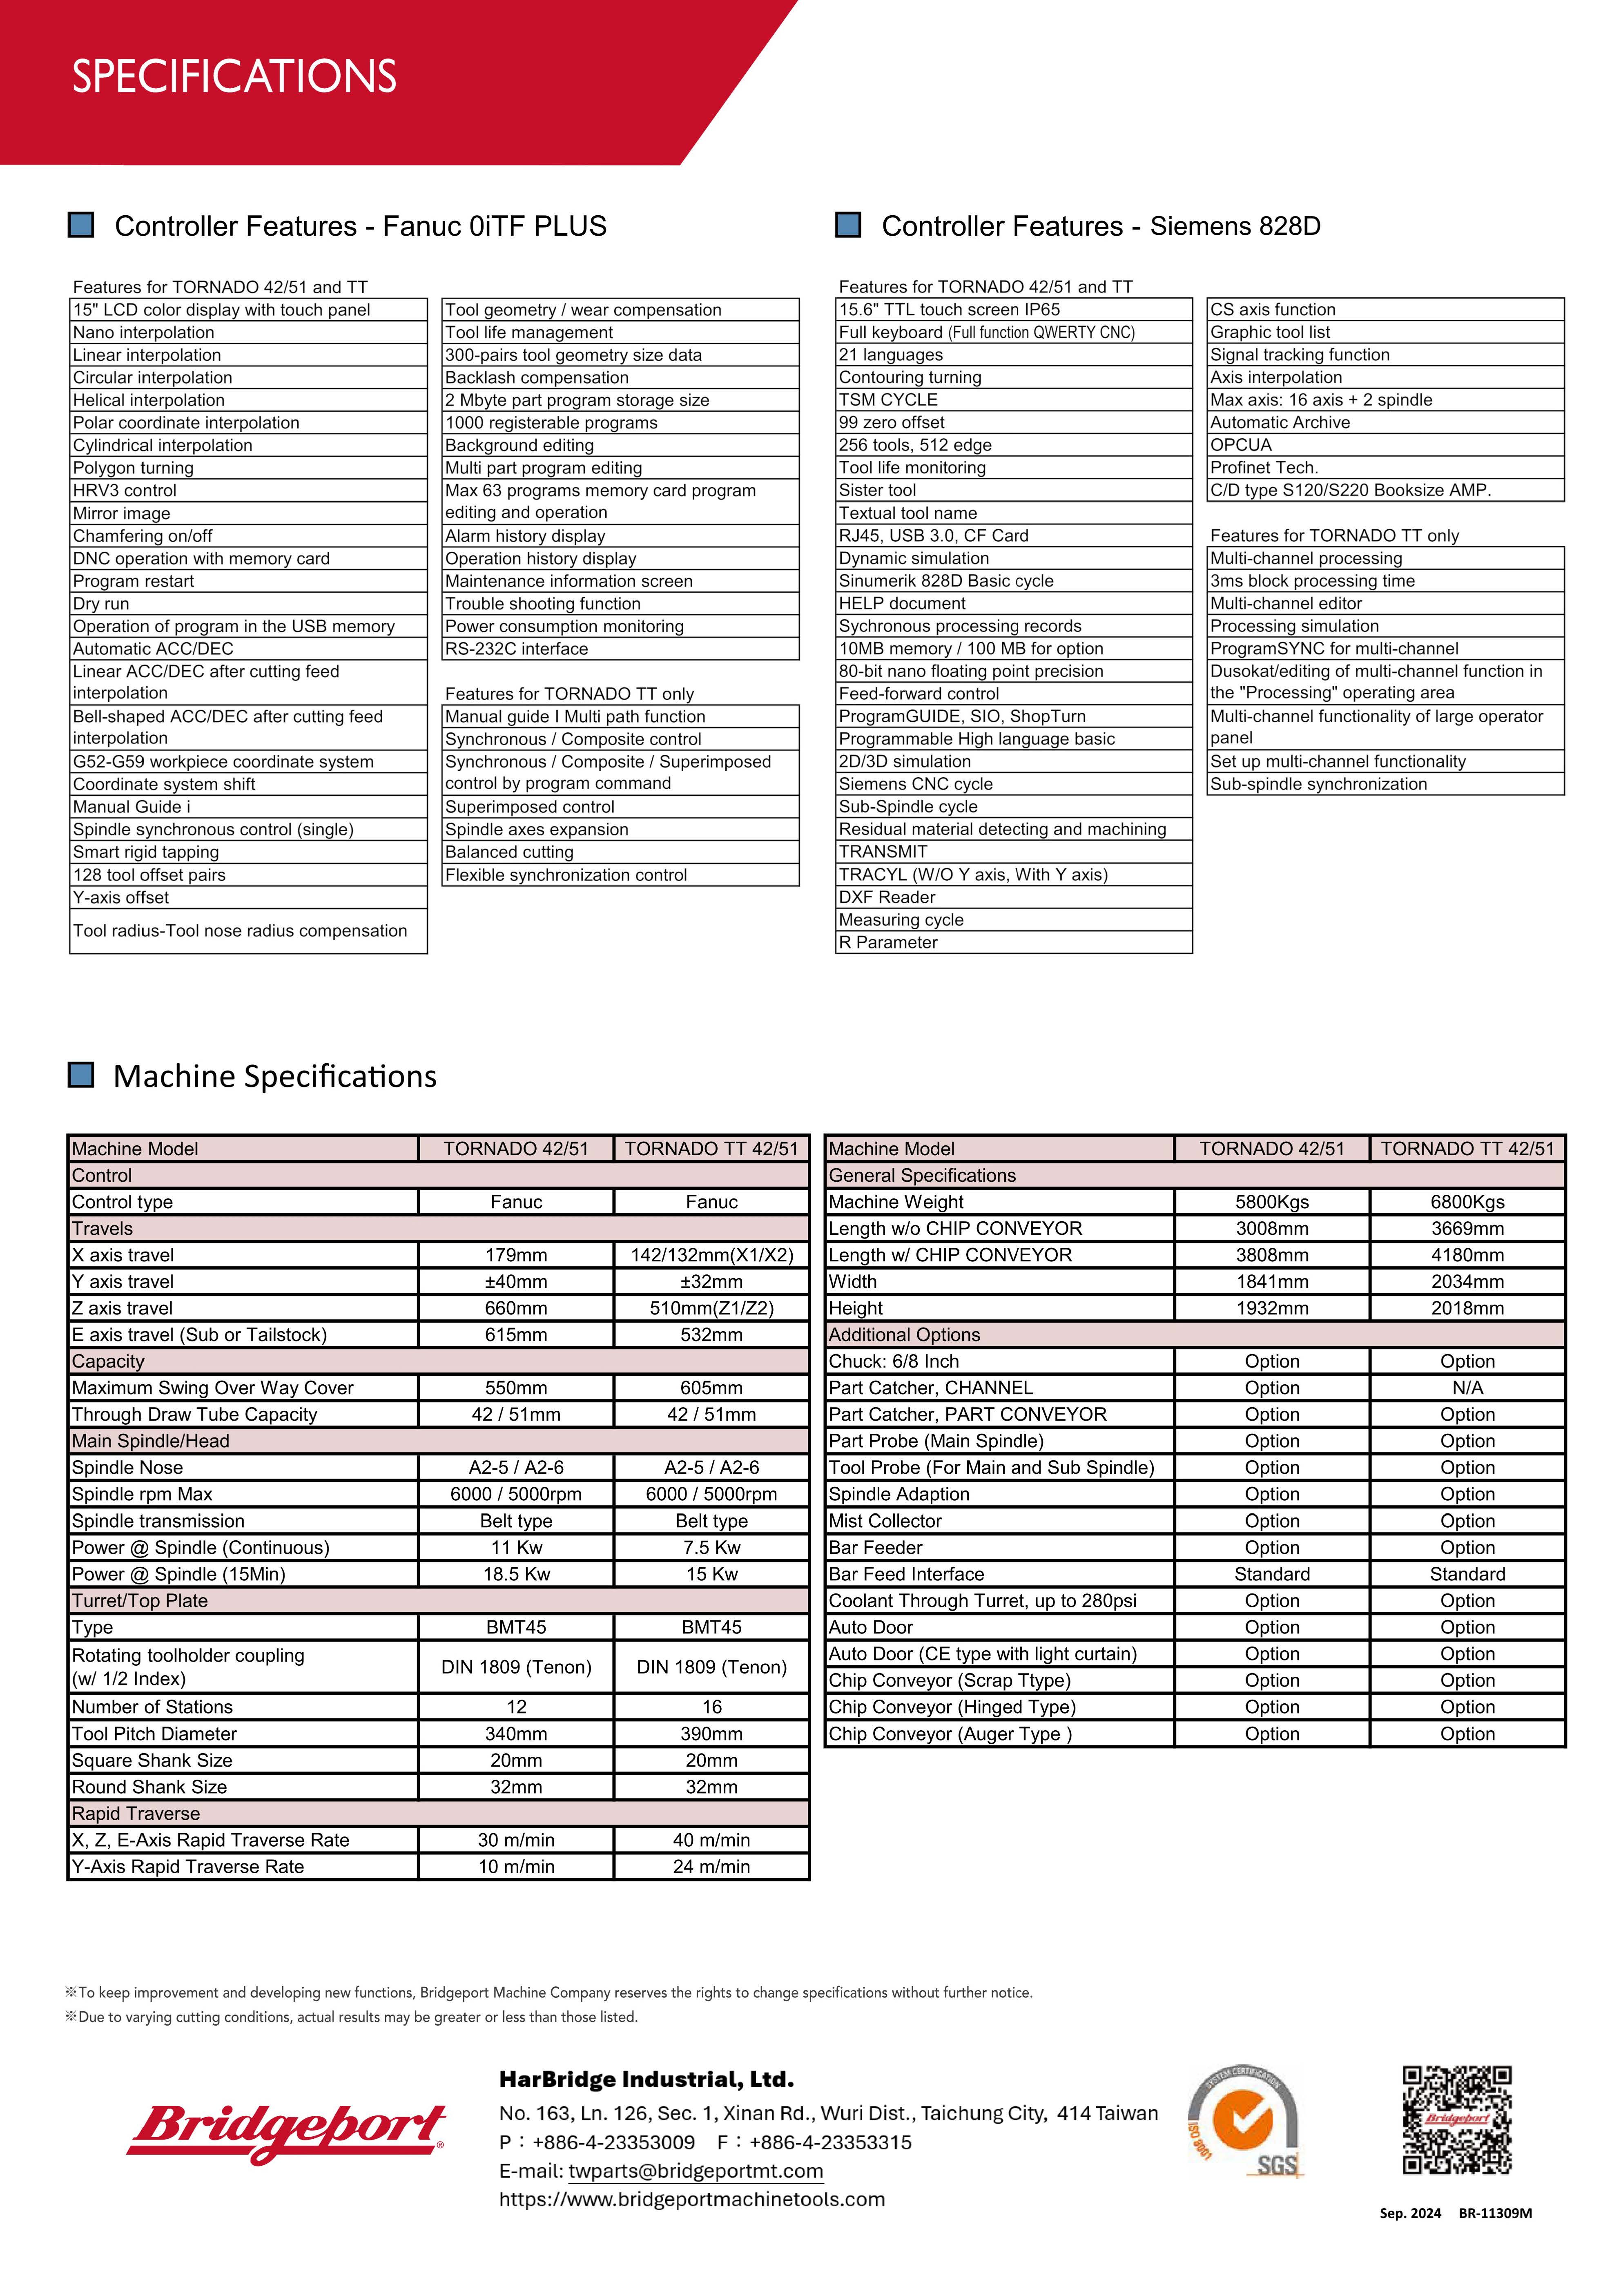 SPECIFICATIONS
Controller Features - Fanuc 0iTF PLUS
Features for TORNADO 42/51 and TT
15" LCD color display with touch panel
Nano interpolation
Linear interpolation
Circular interpolation
Helical interpolation
Polar coordinate interpolation
Cylindrical interpolation
Polygon turning
HRV3 control
Mirror image
Chamfering on/off
DNC operation with memory card
Program restart
Dry run
Operation of program in the USB memory
Automatic ACC/DEC
Linear ACC/DEC after cutting feed
interpolation
Bell-shaped ACC/DEC after cutting feed
interpolation
G52-G59 workpiece coordinate system
Coordinate system shift
Manual Guide i
Spindle synchronous control (single)
Smart rigid tapping
128 tool offset pairs
Y-axis offset
Tool radius-Tool nose radius compensation
Tool geometry / wear compensation
Tool life management
300-pairs tool geometry size data
Backlash compensation
2 Mbyte part program storage size
1000 registerable programs
Background editing
Multi part program editing
Max 63 programs memory card program
editing and operation
Alarm history display
Operation history display
Maintenance information screen
Trouble shooting function
Power consumption monitoring
RS-232C interface
Features for TORNADO TT only
Manual guide I Multi path function
Synchronous / Composite control
Synchronous / Composite / Superimposed
control by program command
Superimposed control
Spindle axes expansion
Balanced cutting
Flexible synchronization control
Controller Features - Siemens 828D
Features for TORNADO 42/51 and TT
15.6" TTL touch screen IP65
Full keyboard (Full function QWERTY CNC)
21 languages
Contouring turning
TSM CYCLE
99 zero offset
256 tools, 512 edge
Tool life monitoring
Sister tool
Textual tool name
RJ45, USB 3.0, CF Card
Dynamic simulation
Sinumerik 828D Basic cycle
HELP document
Sychronous processing records
10MB memory / 100 MB for option
80-bit nano floating point precision
Feed-forward control
ProgramGUIDE, SIO, ShopTurn
Programmable High language basic
2D/3D simulation
Siemens CNC cycle
Sub-Spindle cycle
Residual material detecting and machining
TRANSMIT
TRACYL (W/O Y axis, With Y axis)
DXF Reader
Measuring cycle
R Parameter
CS axis function
Graphic tool list
Signal tracking function
Axis interpolation
Max axis: 16 axis + 2 spindle
Automatic Archive
OPCUA
Profinet Tech.
C/D type S120/S220 Booksize AMP.
Features for TORNADO TT only
Multi-channel processing
3ms block processing time
Multi-channel editor
Processing simulation
ProgramSYNC for multi-channel
Dusokat/editing of multi-channel function in
the "Processing" operating area
Multi-channel functionality of large operator
panel
Set up multi-channel functionality
Sub-spindle synchronization
Machine Specifications
Machine Model TORNADO 42/51 TORNADO TT 42/51
Control
Control type Fanuc Fanuc
Travels
X axis travel 179mm 142/132mm(X1/X2)
Y axis travel ±40mm ±32mm
Z axis travel 660mm 510mm(Z1/Z2)
E axis travel (Sub or Tailstock) 615mm 532mm
Capacity
Maximum Swing Over Way Cover 550mm 605mm
Through Draw Tube Capacity 42 / 51mm 42 / 51mm
Main Spindle/Head
Spindle Nose A2-5 / A2-6 A2-5 / A2-6
Spindle rpm Max 6000 / 5000rpm 6000 / 5000rpm
Spindle transmission Belt type Belt type
Power @ Spindle (Continuous) 11 Kw 7.5 Kw
Power @ Spindle (15Min) 18.5 Kw 15 Kw
Turret/Top Plate
Type BMT45 BMT45
Rotating toolholder coupling
(w/ 1/2 Index) DIN 1809 (Tenon) DIN 1809 (Tenon)
Number of Stations 12 16
Tool Pitch Diameter 340mm 390mm
Square Shank Size 20mm 20mm
Round Shank Size 32mm 32mm
Rapid Traverse
X, Z, E-Axis Rapid Traverse Rate 30 m/min 40 m/min
Y-Axis Rapid Traverse Rate 10 m/min 24 m/min
Machine Model TORNADO 42/51 TORNADO TT 42/51
General Specifications
Machine Weight 5800Kgs 6800Kgs
Length w/o CHIP CONVEYOR 3008mm 3669mm
Length w/ CHIP CONVEYOR 3808mm 4180mm
Width 1841mm 2034mm
Height 1932mm 2018mm
Additional Options
Chuck: 6/8 Inch Option Option
Part Catcher, CHANNEL Option N/A
Part Catcher, PART CONVEYOR Option Option
Part Probe (Main Spindle) Option Option
Tool Probe (For Main and Sub Spindle) Option Option
Spindle Adaption Option Option
Mist Collector Option Option
Bar Feeder Option Option
Bar Feed Interface Standard Standard
Coolant Through Turret, up to 280psi Option Option
Auto Door Option Option
Auto Door (CE type with light curtain) Option Option
Chip Conveyor (Scrap Ttype) Option Option
Chip Conveyor (Hinged Type) Option Option
Chip Conveyor (Auger Type ) Option Option
※To keep improvement and developing new functions, Bridgeport Machine Company reserves the rights to change specifications without further notice.
※Due to varying cutting conditions, actual results may be greater or less than those listed.
Bridgeport®
HarBridge Industrial, Ltd.
No. 163, Ln. 126, Sec. 1, Xinan Rd., Wuri Dist., Taichung City, 414 Taiwan
P：+886-4-23353009 F：+886-4-23353315
E-mail: twparts@bridgeportmt.com
https://www.bridgeportmachinetools.com
SYSTEM CERTIFICATION
ISO 9001
SGS
Bridgeport
Sep. 2024 BR-11309M